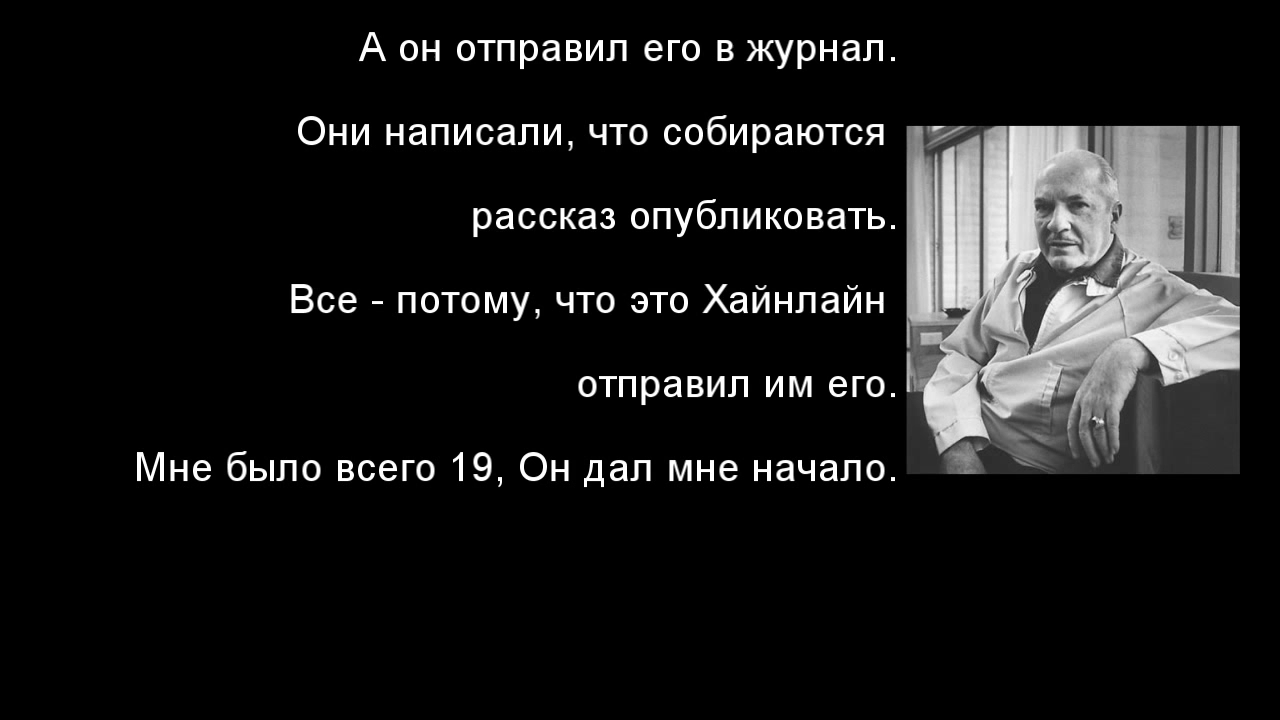 А он отправил его в журнал.
Они написали, что собираются
рассказ опубликовать.
Все - потому, что это Хайнлайн
отправил им его.
Мне было всего 19, Он дал мне начало.